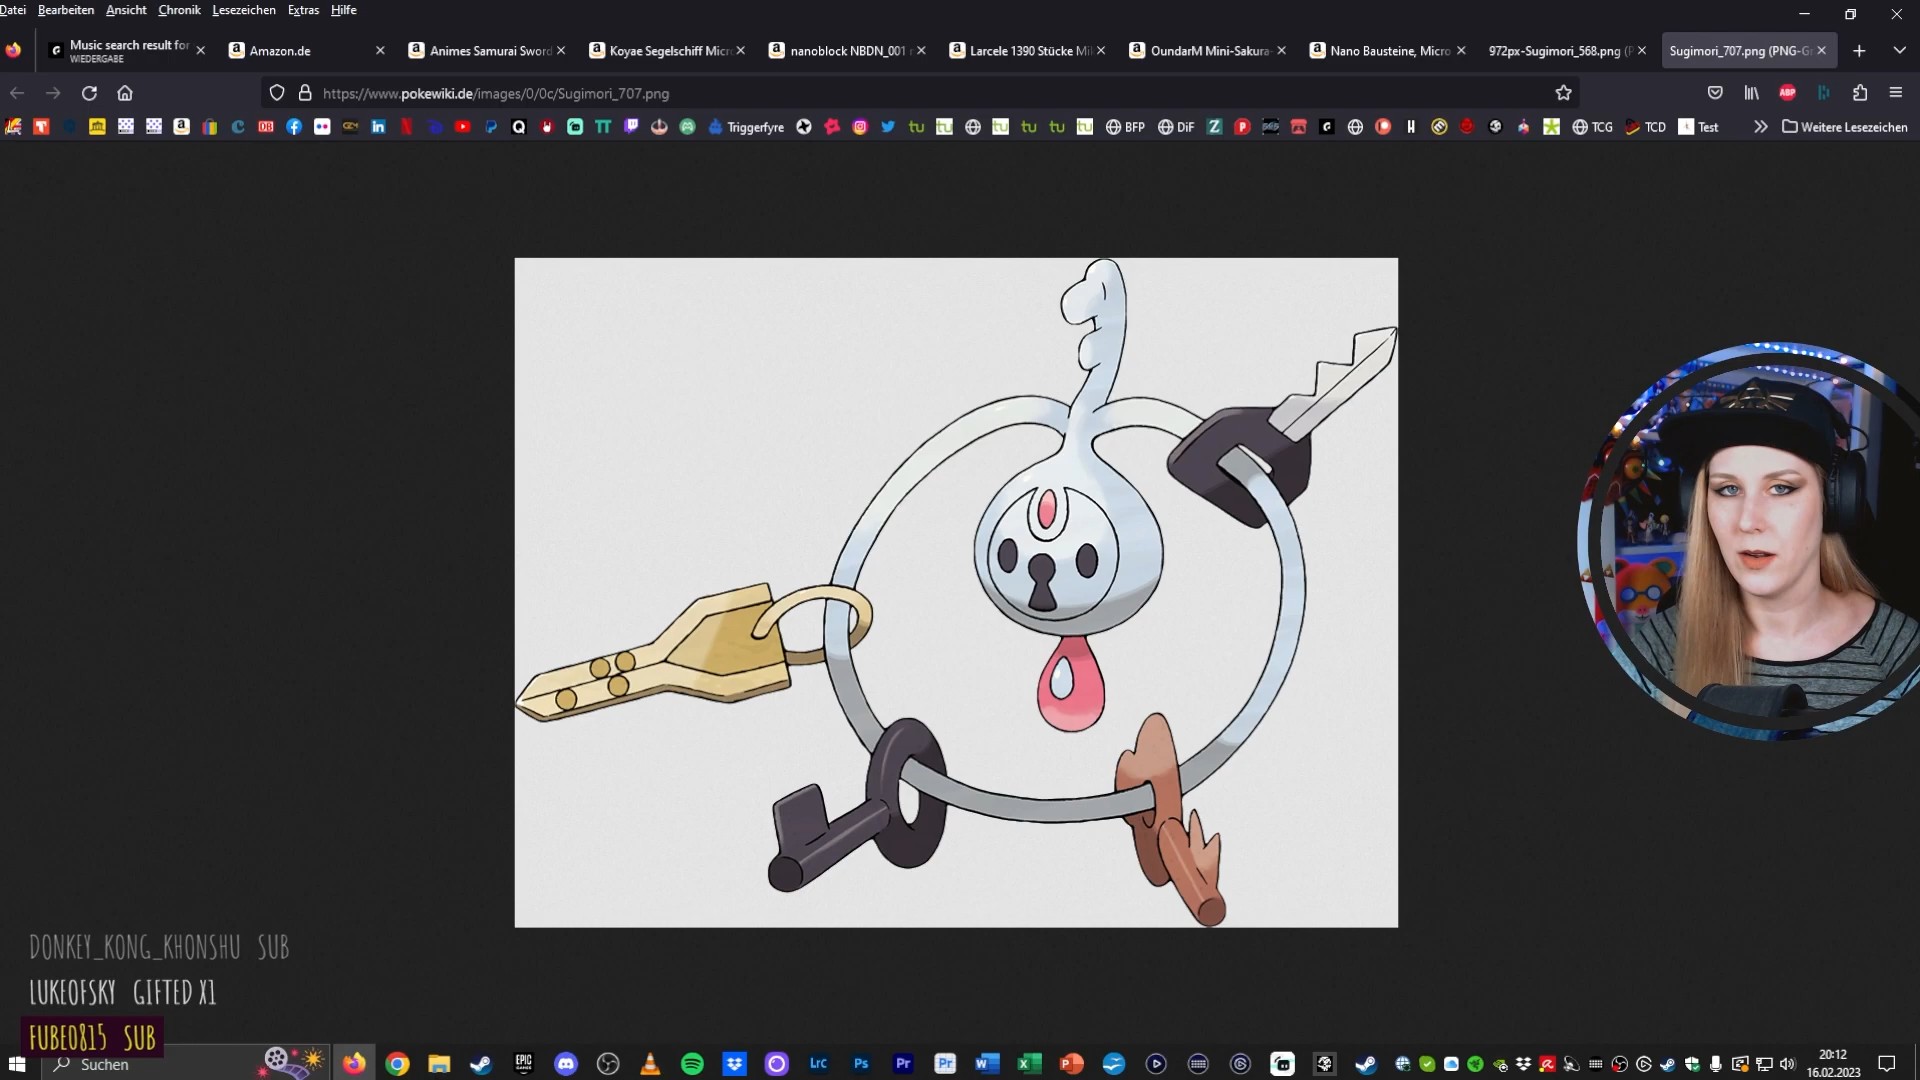 Datei Bearbeiten Ansicht Chronik Lesezeichen Extras Hilfe
Music search result for WIEDERGABE
Amazon.de
Animes Samurai Sword
Koyae Segelschiff Micr
nanoblock NBDN_001
Larcele 1390 Stücke Mi
OundarM Mini-Sakura-
Nano Bausteine, Micro
972px-Sugimori_568.png (P
Sugimori_707.png (PNG-Gr
https://www.pokewiki.de/images/0/0c/Sugimori_707.png
ABP
Triggerfyre
BFP
DiF
TCG
TCD
Test
Weitere Lesezeichen
DONKEY_KONG_KHONSHU SUB
LUKEOFSKY GIFTED X1
FUBE0815 SUB
Suchen
20:12
16.02.2023